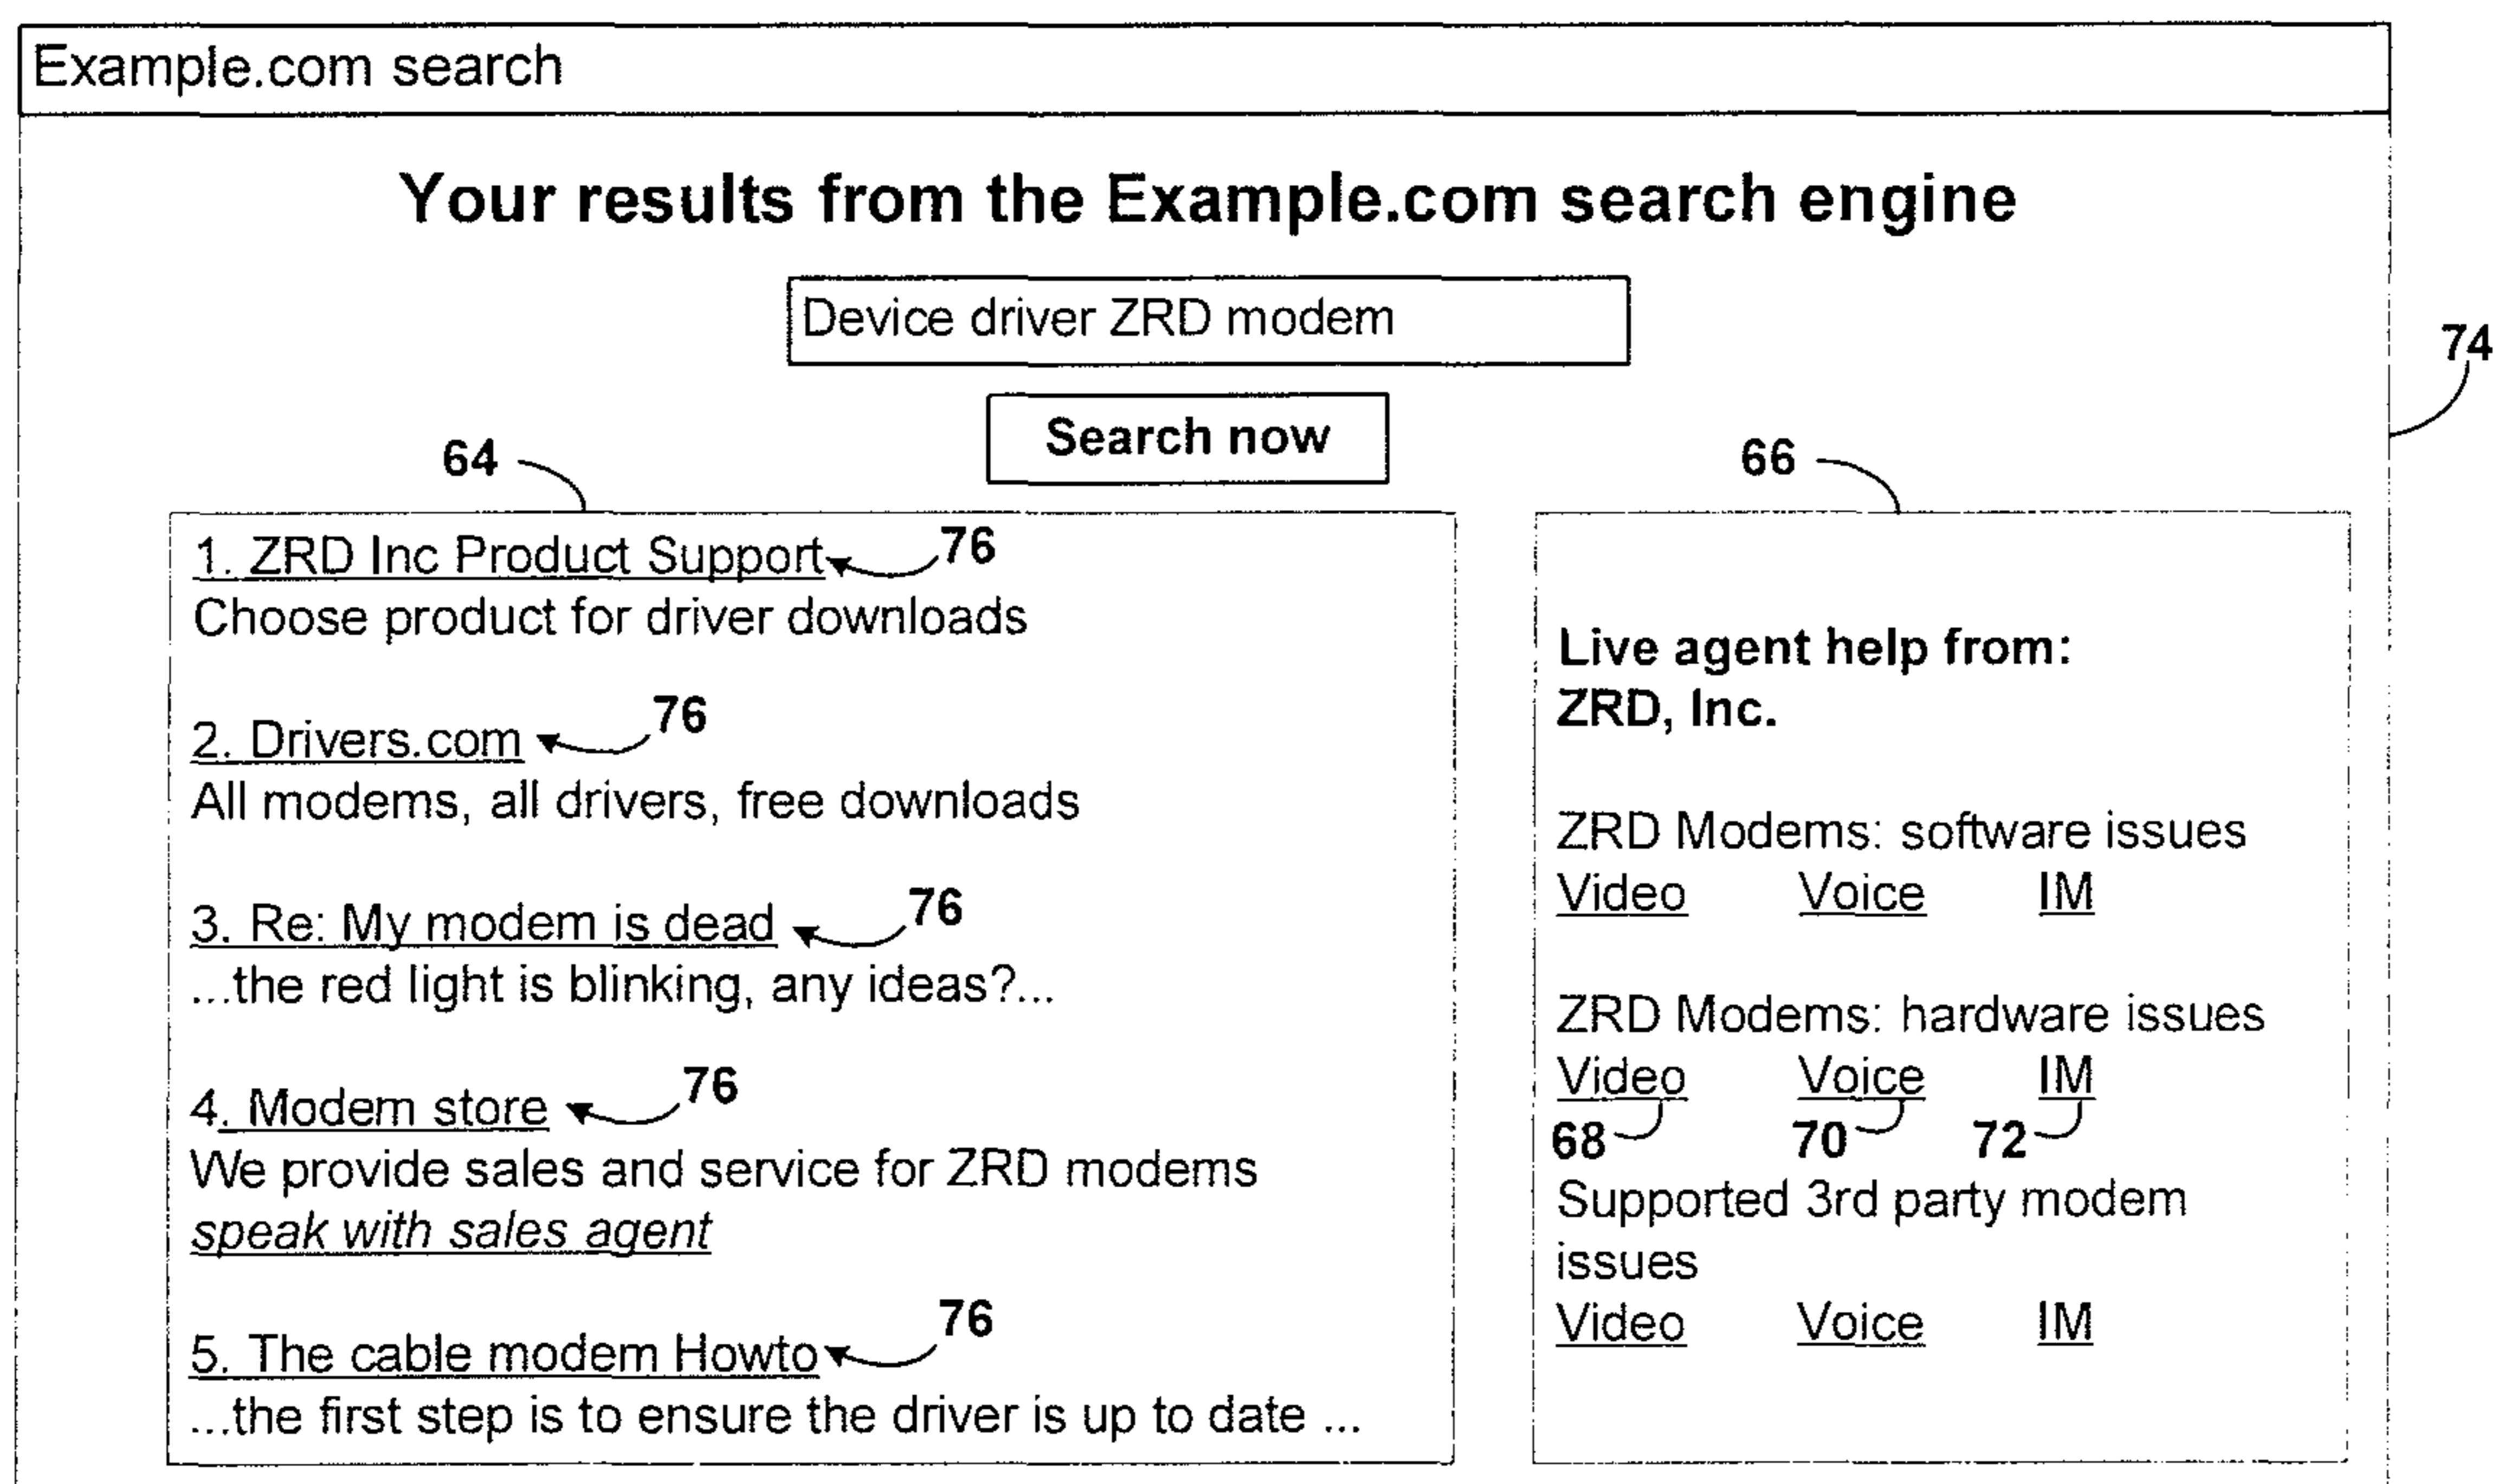 Example.com search
Your results from the Example.com search engine
Device driver ZRD modem
74
Search now
64
66
1. ZRD Inc Product Support 76
Choose product for driver downloads
2. Drivers.com 76
All modems, all drivers, free downloads
3. Re: My modem is dead 76
...the red light is blinking, any ideas?...
4. Modem store 76
We provide sales and service for ZRD modems
speak with sales agent
5. The cable modem Howto 76
...the first step is to ensure the driver is up to date ...
Live agent help from:
ZRD, Inc.
ZRD Modems: software issues
Video Voice IM
ZRD Modems: hardware issues
Video Voice IM
68 70 72
Supported 3rd party modem
issues
Video Voice IM